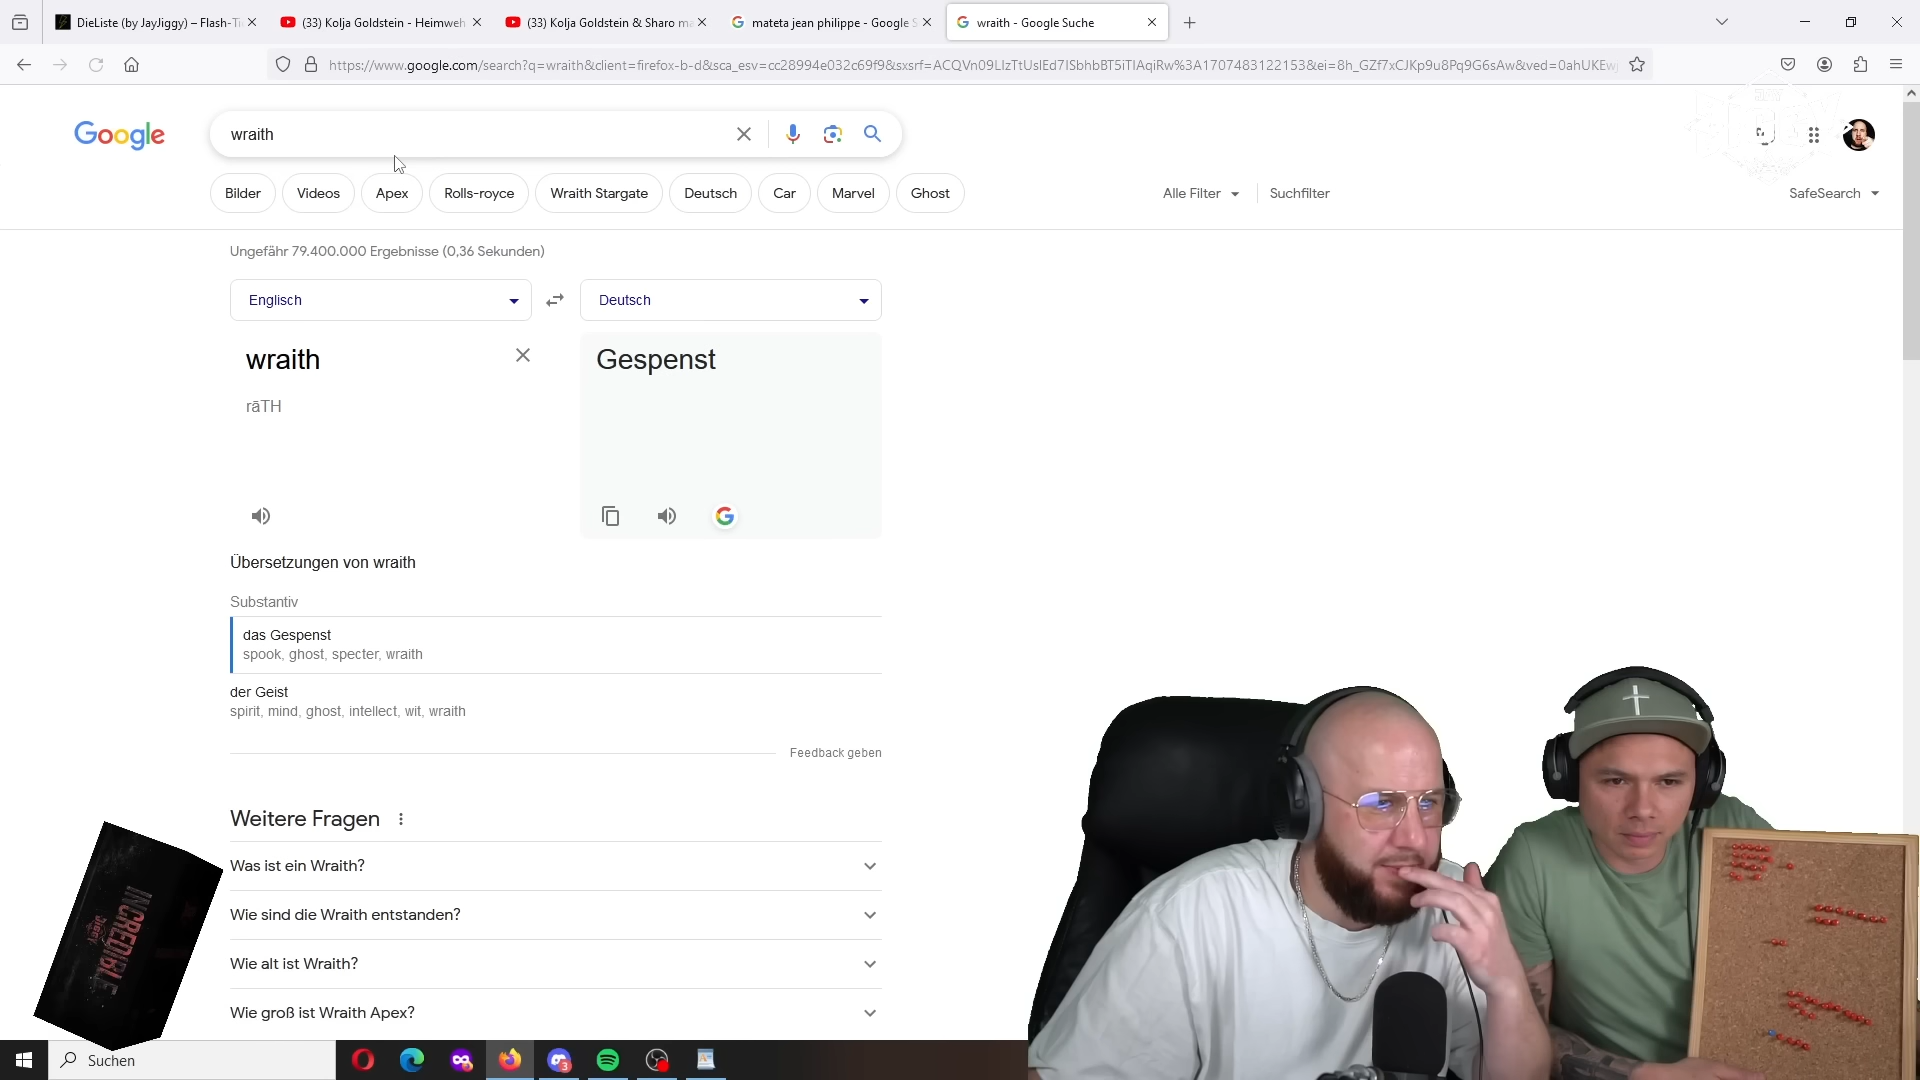 DieListe (by JayJiggy) – Flash-Ti
(33) Kolja Goldstein - Heimweh
(33) Kolja Goldstein & Sharo ma
mateta jean philippe - Google S
wraith - Google Suche
https://www.google.com/search?q=wraith&client=firefox-b-d&sca_esv=cc28994e032c69f9&sxsrf=ACQVn09LIzTtUslEd7ISbhbBT5iTIAqiRw%3A1707483122153&ei=8h_GZf7xCJKp9u8Pq9G6sAw&ved=0ahUKEwj
Google
wraith
Bilder
Videos
Apex
Rolls-royce
Wraith Stargate
Deutsch
Car
Marvel
Ghost
Alle Filter
Suchfilter
SafeSearch
Ungefähr 79.400.000 Ergebnisse (0,36 Sekunden)
Englisch
Deutsch
wraith
Gespenst
rāTH
Übersetzungen von wraith
Substantiv
das Gespenst
spook, ghost, specter, wraith
der Geist
spirit, mind, ghost, intellect, wit, wraith
Feedback geben
Weitere Fragen
Was ist ein Wraith?
Wie sind die Wraith entstanden?
Wie alt ist Wraith?
Wie groß ist Wraith Apex?
INCREDIBLE
Suchen
3